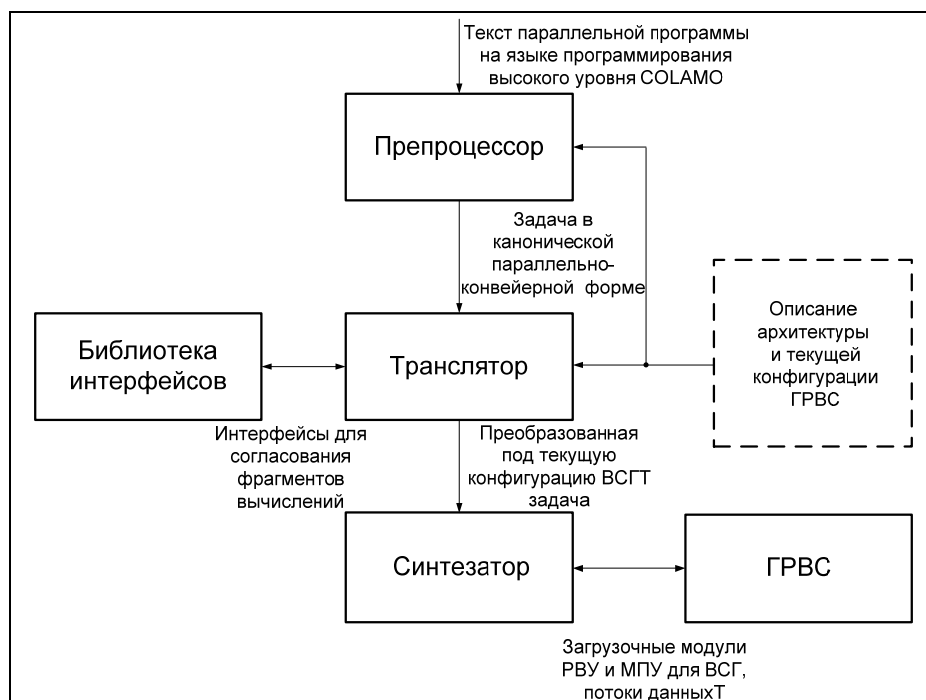 Текст параллельной программы
на языке программирования
высокого уровня COLAMO
Препроцессор
Задача в
канонической
параллельно-
конвейерной форме
Описание
архитектуры
и текущей
конфигурации
ГРВС
Библиотека
интерфейсов
Транслятор
Интерфейсы для
согласования
фрагментов
вычислений
Преобразованная
под текущую
конфигурацию ВСГТ
задача
Синтезатор
ГРВС
Загрузочные модули
РВУ и МПУ для ВСГ,
потоки данныхТ